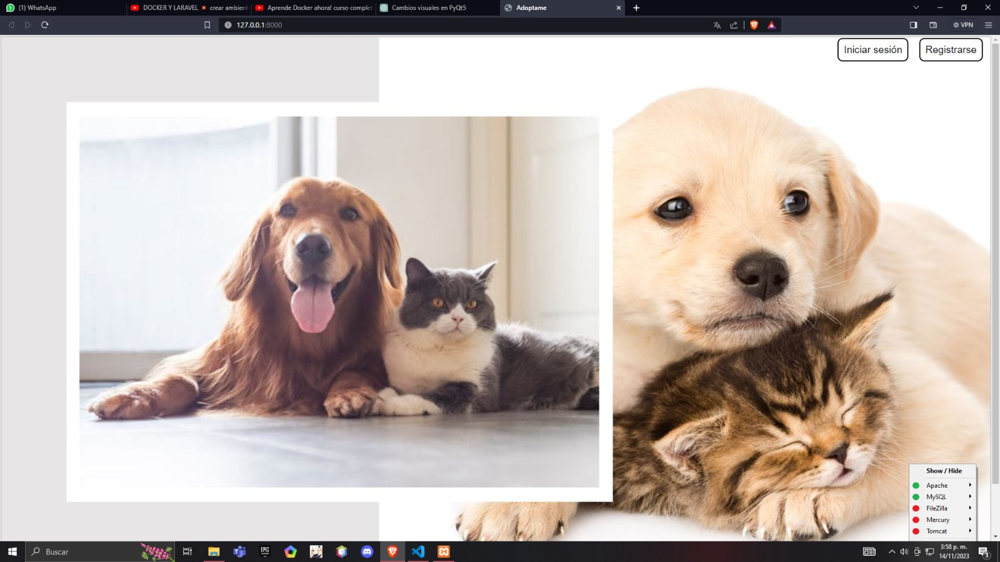 (1) WhatsApp
DOCKER Y LARAVEL crear ambient
Aprende Docker ahora! curso complet
Cambios visuales en PyQt5
Adoptame
127.0.0.1:8000
VPN
Iniciar sesión
Registrarse
Show / Hide
Apache
MySQL
FileZilla
Mercury
Tomcat
Buscar
EPIC
3:58 p. m.
14/11/2023
3